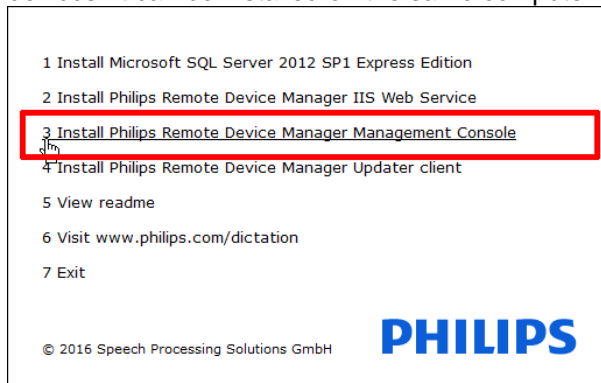 1 Install Microsoft SQL Server 2012 SP1 Express Edition
2 Install Philips Remote Device Manager IIS Web Service
3 Install Philips Remote Device Manager Management Console
4 Install Philips Remote Device Manager Updater client
5 View readme
6 Visit www.philips.com/dictation
7 Exit
© 2016 Speech Processing Solutions GmbH
PHILIPS